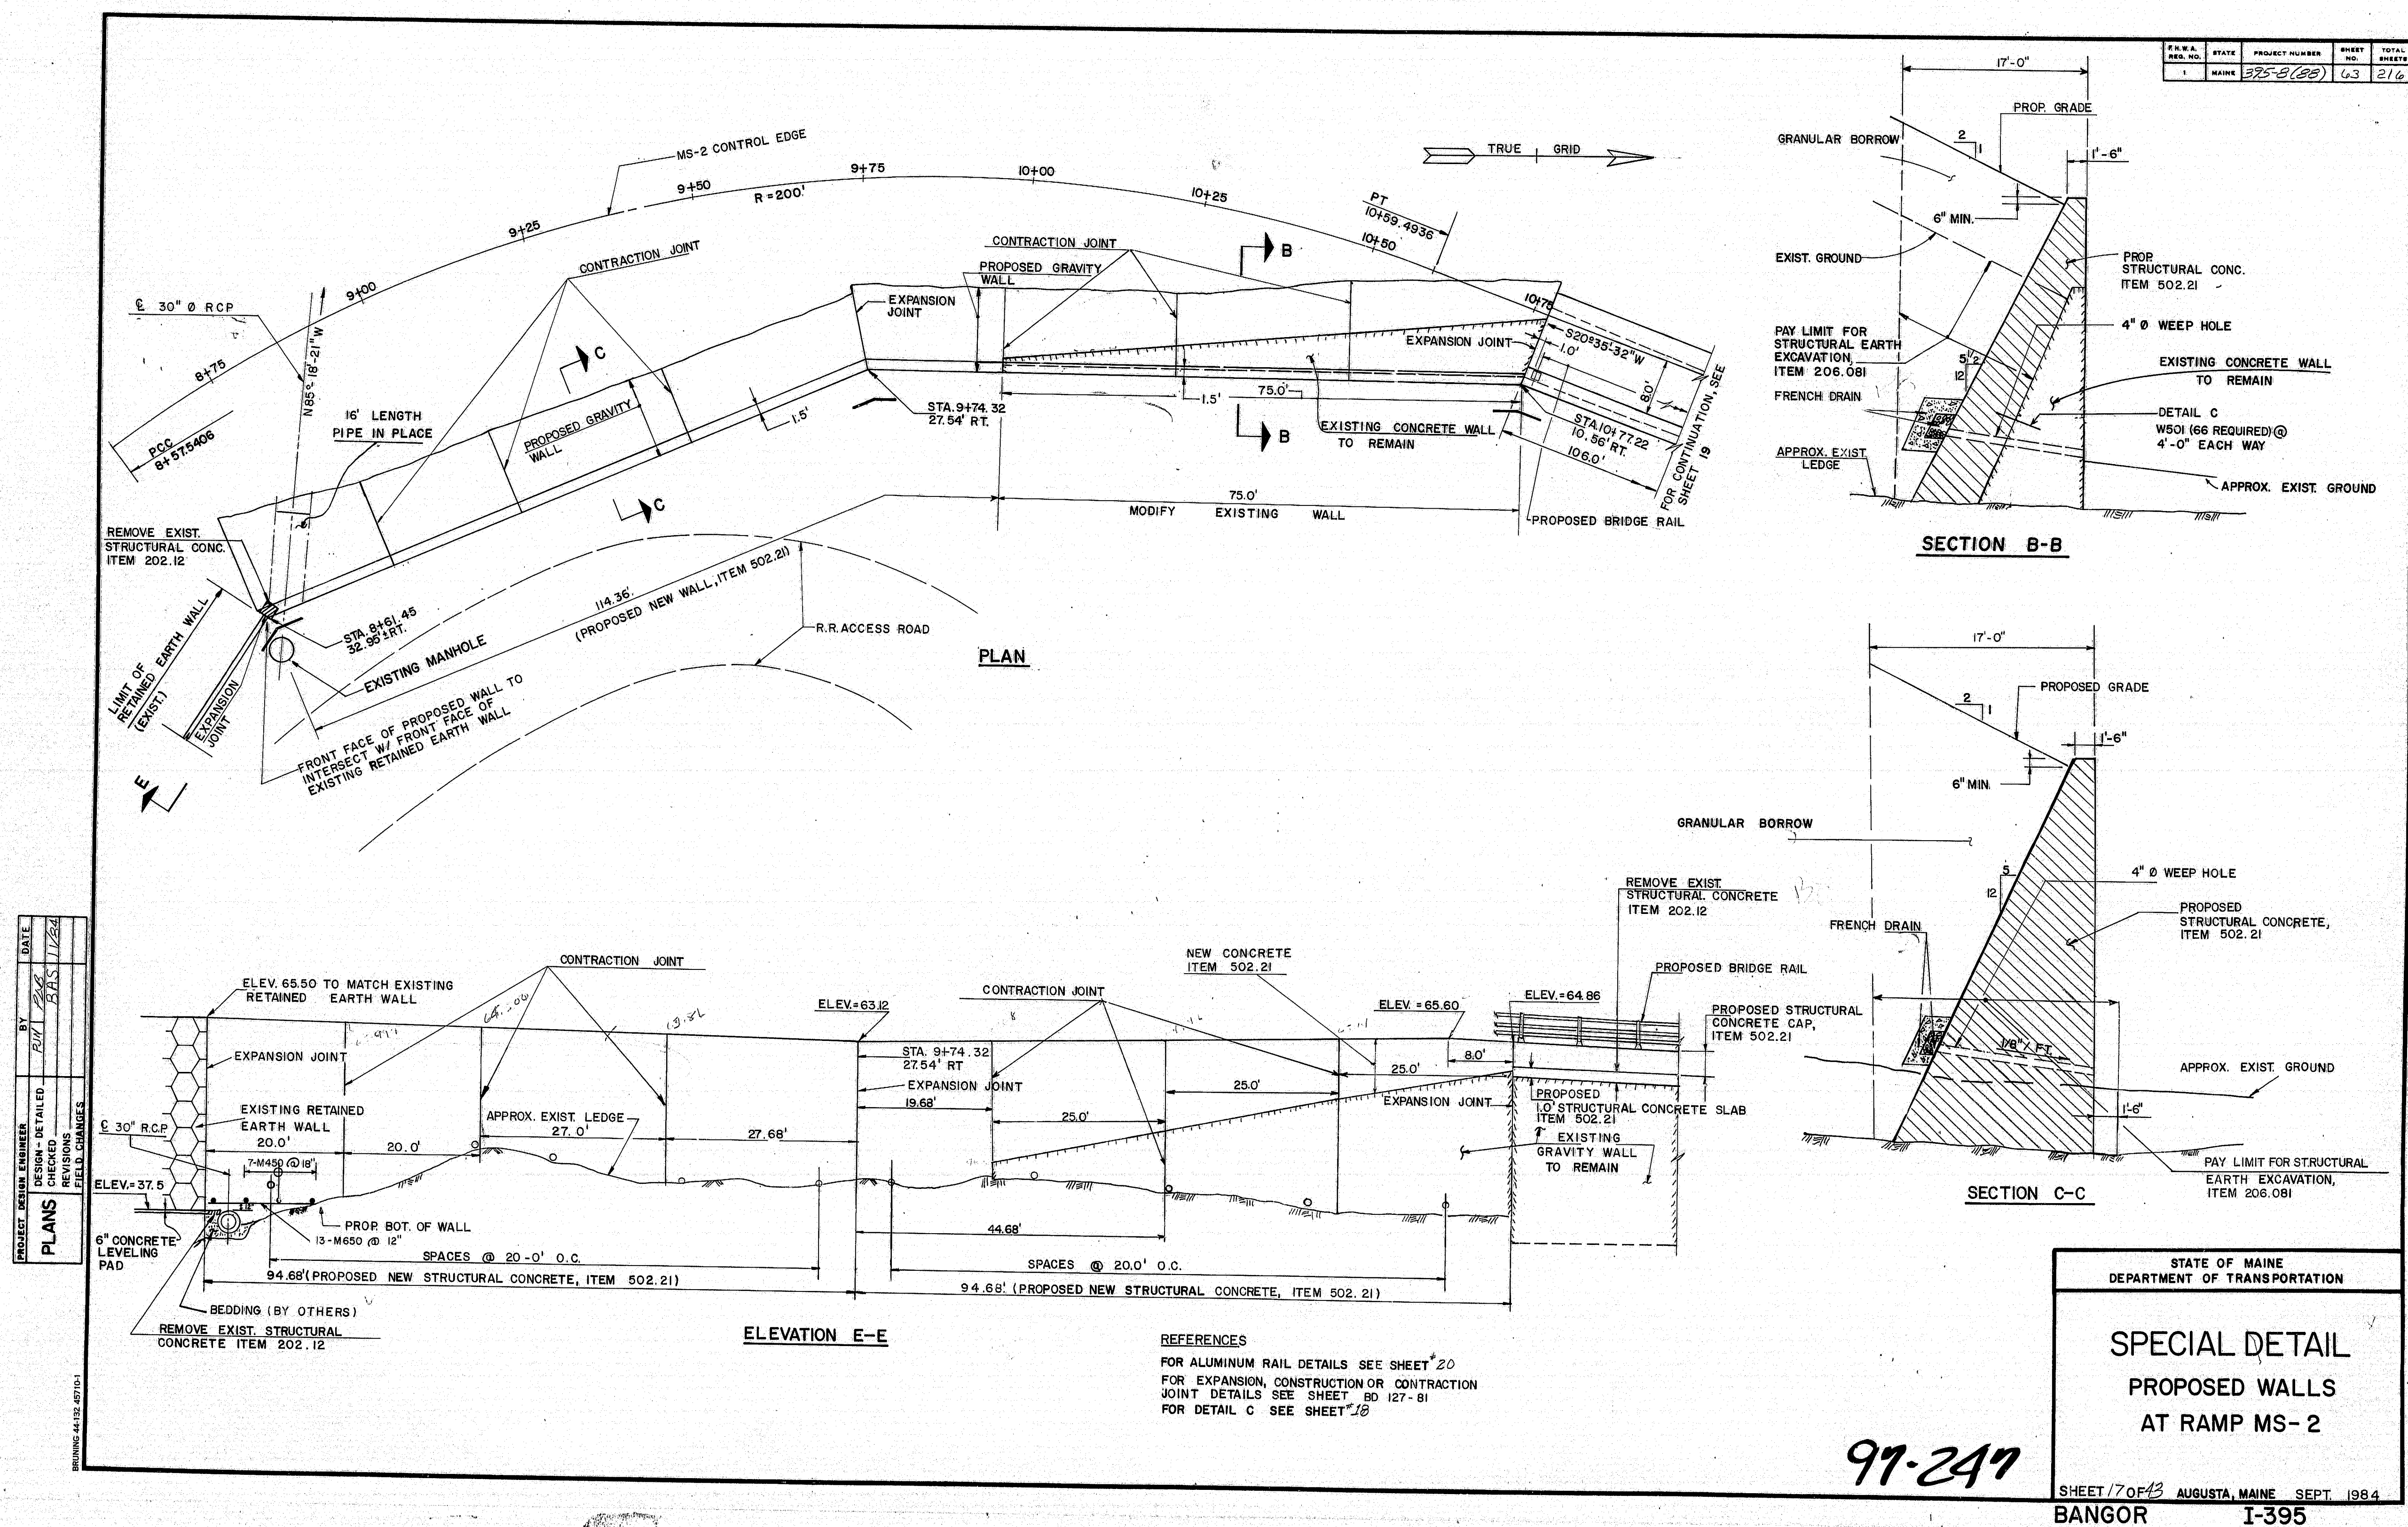 F.H.W.A. REG. NO.
STATE
PROJECT NUMBER
SHEET NO.
TOTAL SHEETS
1
MAINE
395-8(88)
63
216
MS-2 CONTROL EDGE
R=200'
8+75
9+00
9+25
9+50
9+75
10+00
10+25
10+50
10+75
PT
10+59.4936
TRUE
GRID
℄ 30" Ø RCP
N85°-18'-21"W
PCC
8+57.5406
16' LENGTH
PIPE IN PLACE
CONTRACTION JOINT
CONTRACTION JOINT
PROPOSED GRAVITY
WALL
EXPANSION
JOINT
PROPOSED GRAVITY
WALL
C
C
B
B
1.5'
STA. 9+74.32
27.54' RT.
1.5'
75.0'
EXPANSION JOINT
1.0'
S20°35'-32"W
8.0'
EXISTING CONCRETE WALL
TO REMAIN
STA.10+77.22
10.56' RT.
106.0'
FOR CONTINUATION, SEE
SHEET 19
PROPOSED BRIDGE RAIL
75.0'
MODIFY EXISTING WALL
REMOVE EXIST.
STRUCTURAL CONC.
ITEM 202.12
LIMIT OF
RETAINED EARTH WALL
(EXIST.)
EXPANSION
JOINT
STA. 8+61.45
32.95'±RT.
EXISTING MANHOLE
114.36'
(PROPOSED NEW WALL, ITEM 502.21)
R.R. ACCESS ROAD
FRONT FACE OF PROPOSED WALL TO
INTERSECT W/ FRONT FACE OF
EXISTING RETAINED EARTH WALL
E
PLAN
17'-0"
PROP. GRADE
GRANULAR BORROW
2
1
1'-6"
6" MIN.
EXIST. GROUND
PROP.
STRUCTURAL CONC.
ITEM 502.21
PAY LIMIT FOR
STRUCTURAL EARTH
EXCAVATION,
ITEM 206.081
4" Ø WEEP HOLE
5 1/2
12
EXISTING CONCRETE WALL
TO REMAIN
FRENCH DRAIN
DETAIL C
W501 (66 REQUIRED) @
4'-0" EACH WAY
APPROX. EXIST.
LEDGE
APPROX. EXIST. GROUND
SECTION B-B
17'-0"
2
1
PROPOSED GRADE
1'-6"
6" MIN.
GRANULAR BORROW
5
12
4" Ø WEEP HOLE
PROPOSED
STRUCTURAL CONCRETE,
ITEM 502.21
FRENCH DRAIN
1/8"/ FT.
APPROX. EXIST. GROUND
1'-6"
PAY LIMIT FOR STRUCTURAL
EARTH EXCAVATION,
ITEM 206.081
SECTION C-C
ELEV. 65.50 TO MATCH EXISTING
RETAINED EARTH WALL
CONTRACTION JOINT
ELEV.=63.12
CONTRACTION JOINT
NEW CONCRETE
ITEM 502.21
ELEV. =65.60
ELEV.=64.86
REMOVE EXIST.
STRUCTURAL CONCRETE
ITEM 202.12
PROPOSED BRIDGE RAIL
PROPOSED STRUCTURAL
CONCRETE CAP,
ITEM 502.21
EXPANSION JOINT
EXISTING RETAINED
EARTH WALL
℄ 30" R.C.P.
20.0'
20.0'
27.0'
27.68'
APPROX. EXIST. LEDGE
STA. 9+74.32
27.54' RT
EXPANSION JOINT
19.68'
25.0'
25.0'
25.0'
8.0'
EXPANSION JOINT
PROPOSED
1.0' STRUCTURAL CONCRETE SLAB
ITEM 502.21
EXISTING
GRAVITY WALL
TO REMAIN
7-M450 @ 18"
ELEV.=37.5
12"
PROP. BOT. OF WALL
13-M650 @ 12"
6" CONCRETE
LEVELING
PAD
SPACES @ 20-0' O.C.
94.68'(PROPOSED NEW STRUCTURAL CONCRETE, ITEM 502.21)
44.68'
SPACES @ 20.0' O.C.
94.68' (PROPOSED NEW STRUCTURAL CONCRETE, ITEM 502.21)
BEDDING (BY OTHERS)
REMOVE EXIST. STRUCTURAL
CONCRETE ITEM 202.12
ELEVATION E-E
REFERENCES
FOR ALUMINUM RAIL DETAILS SEE SHEET #20
FOR EXPANSION, CONSTRUCTION OR CONTRACTION
JOINT DETAILS SEE SHEET BD 127-81
FOR DETAIL C SEE SHEET #18
PROJECT DESIGN ENGINEER
BY
DATE
PLANS
DESIGN-DETAILED
CHECKED
BAS 11/84
REVISIONS
FIELD CHANGES
BRUNING 44-132 45710-1
97-247
STATE OF MAINE
DEPARTMENT OF TRANSPORTATION
SPECIAL DETAIL
PROPOSED WALLS
AT RAMP MS-2
SHEET 17 OF 43 AUGUSTA, MAINE SEPT. 1984
BANGOR I-395